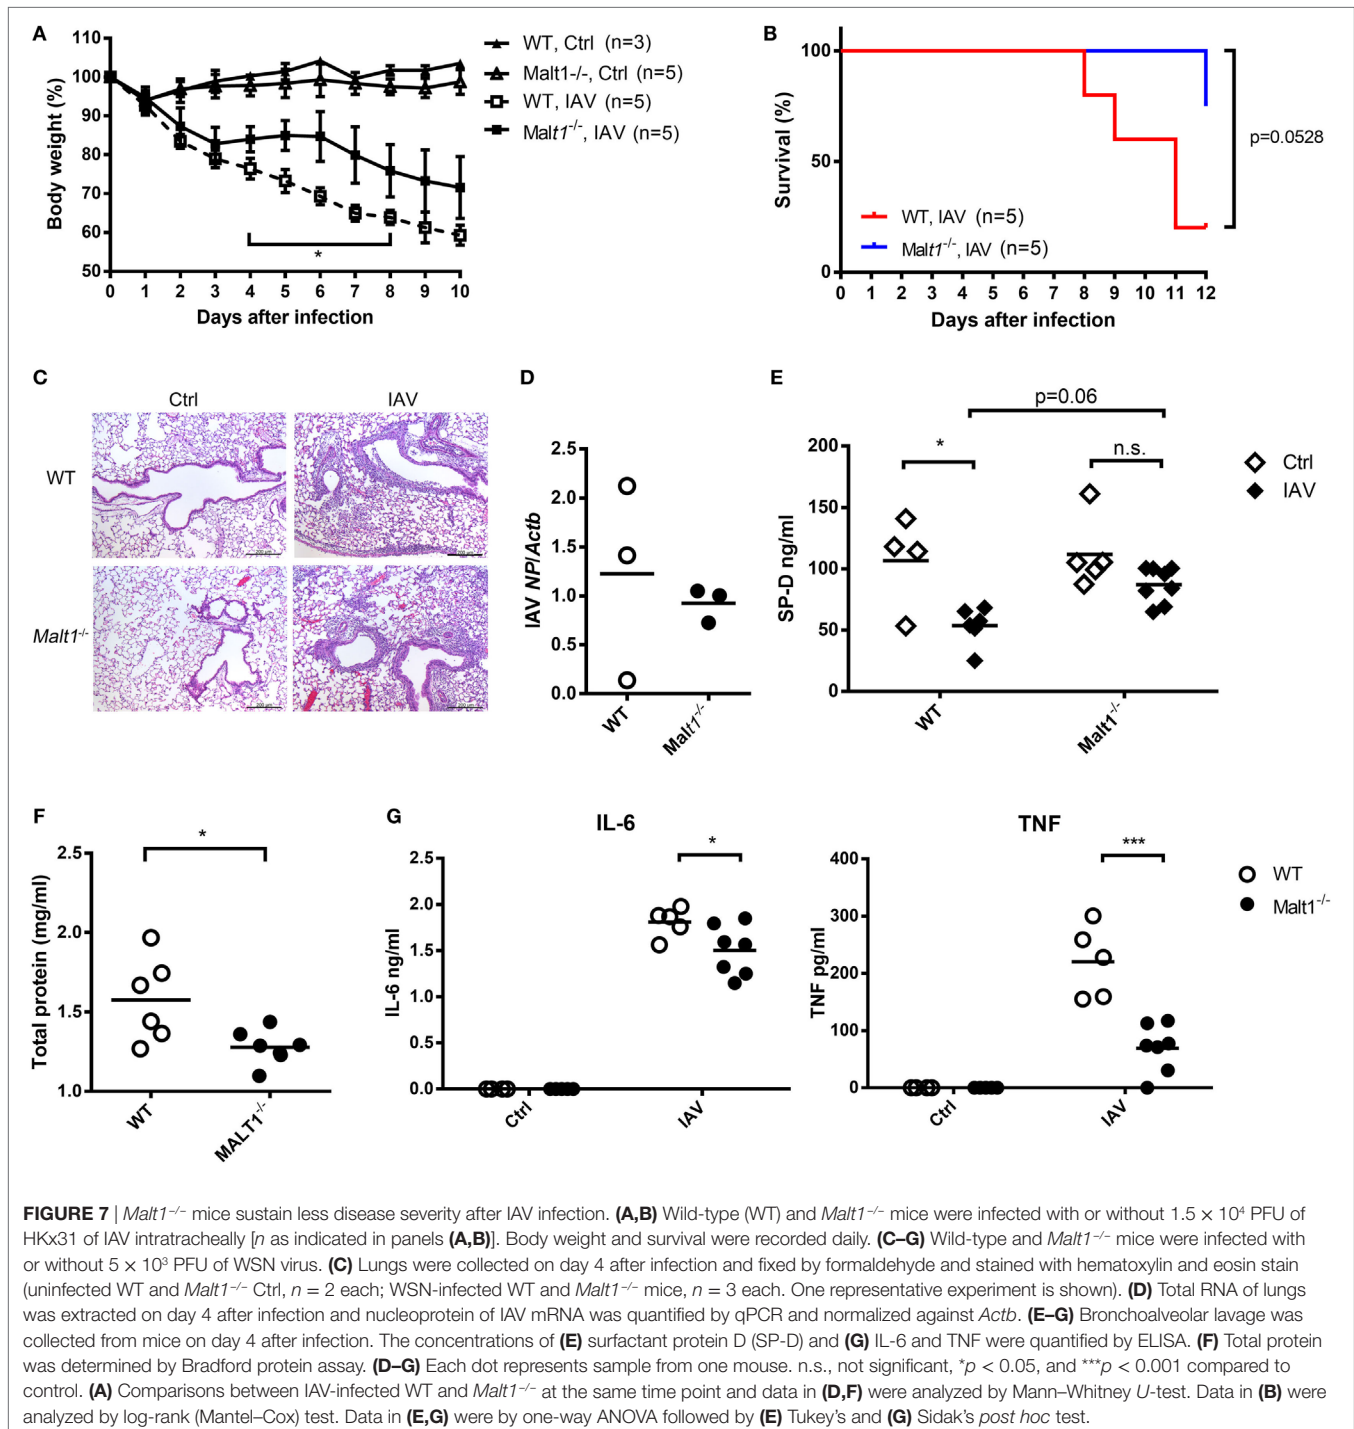 A
110
100
90
80
70
60
50
Body weight (%)
0 1 2 3 4 5 6 7 8 9 10
Days after infection
*
WT, Ctrl (n=3)
Malt1-/-, Ctrl (n=5)
WT, IAV (n=5)
Malt1-/-, IAV (n=5)
B
100
50
0
Survival (%)
0 1 2 3 4 5 6 7 8 9 10 11 12
Days after infection
WT, IAV (n=5)
Malt1-/-, IAV (n=5)
p=0.0528
C
Ctrl IAV
WT
Malt1-/-
200 µm
200 µm
200 µm
200 µm
D
2.5
2.0
1.5
1.0
0.5
0.0
IAV NP/Actb
WT Malt1-/-
E
p=0.06
* n.s.
200
150
100
50
0
SP-D ng/ml
WT Malt1-/-
Ctrl
IAV
F
*
2.5
2.0
1.5
1.0
Total protein (mg/ml)
WT MALT1-/-
G
IL-6
*
2.5
2.0
1.5
1.0
0.5
0.0
IL-6 ng/ml
Ctrl IAV
TNF
***
400
300
200
100
0
TNF pg/ml
Ctrl IAV
WT
Malt1-/-
FIGURE 7 | Malt1−/− mice sustain less disease severity after IAV infection. (A,B) Wild-type (WT) and Malt1−/− mice were infected with or without 1.5 × 10⁴ PFU of
HKx31 of IAV intratracheally [n as indicated in panels (A,B)]. Body weight and survival were recorded daily. (C–G) Wild-type and Malt1−/− mice were infected with
or without 5 × 10³ PFU of WSN virus. (C) Lungs were collected on day 4 after infection and fixed by formaldehyde and stained with hematoxylin and eosin stain
(uninfected WT and Malt1−/− Ctrl, n = 2 each; WSN-infected WT and Malt1−/− mice, n = 3 each. One representative experiment is shown). (D) Total RNA of lungs
was extracted on day 4 after infection and nucleoprotein of IAV mRNA was quantified by qPCR and normalized against Actb. (E–G) Bronchoalveolar lavage was
collected from mice on day 4 after infection. The concentrations of (E) surfactant protein D (SP-D) and (G) IL-6 and TNF were quantified by ELISA. (F) Total protein
was determined by Bradford protein assay. (D–G) Each dot represents sample from one mouse. n.s., not significant, *p < 0.05, and ***p < 0.001 compared to
control. (A) Comparisons between IAV-infected WT and Malt1−/− at the same time point and data in (D,F) were analyzed by Mann–Whitney U-test. Data in (B) were
analyzed by log-rank (Mantel–Cox) test. Data in (E,G) were by one-way ANOVA followed by (E) Tukey's and (G) Sidak's post hoc test.